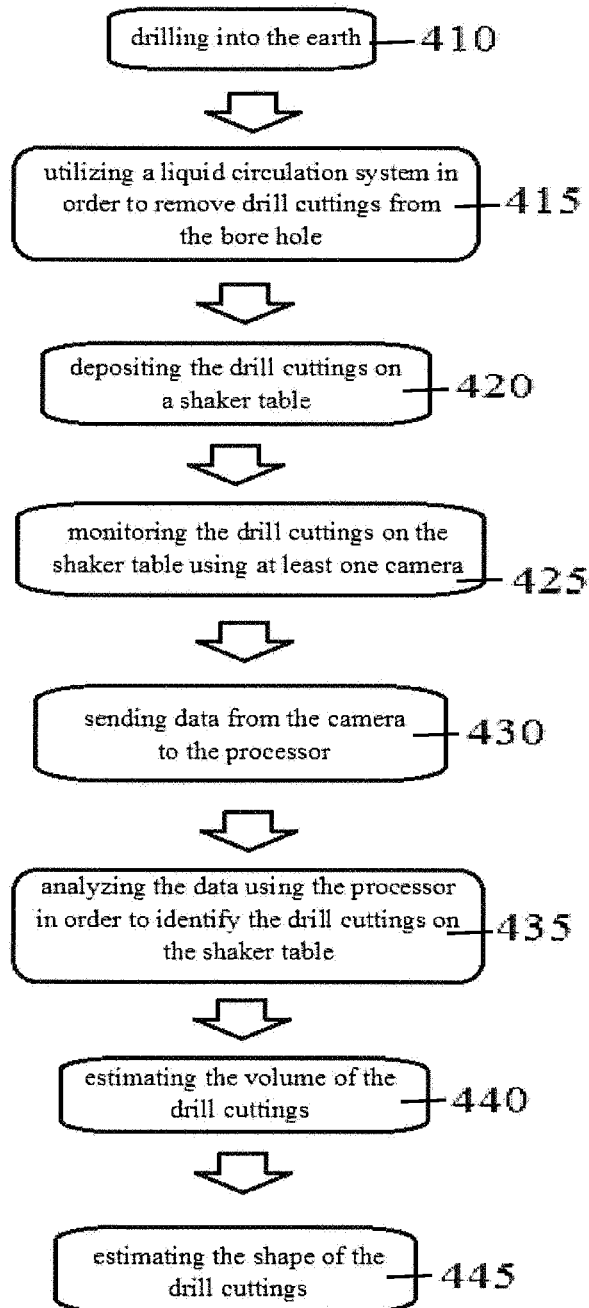 drilling into the earth 410
utilizing a liquid circulation system in
order to remove drill cuttings from 415
the bore hole
depositing the drill cuttings on
a shaker table 420
monitoring the drill cuttings on the
shaker table using at least one camera 425
sending data from the camera
to the processor 430
analyzing the data using the processor
in order to identify the drill cuttings on 435
the shaker table
estimating the volume of the
drill cuttings 440
estimating the shape of the
drill cuttings 445